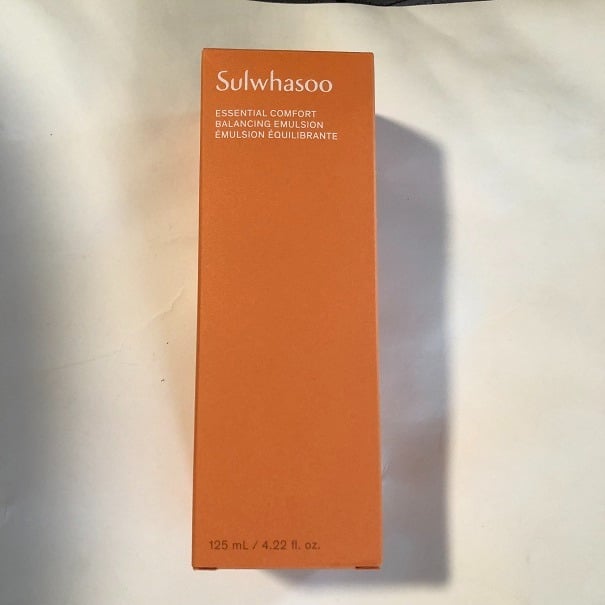 Sulwhasoo
ESSENTIAL COMFORT
BALANCING EMULSION
ÉMULSION ÉQUILIBRANTE
125 mL / 4.22 fl. oz.